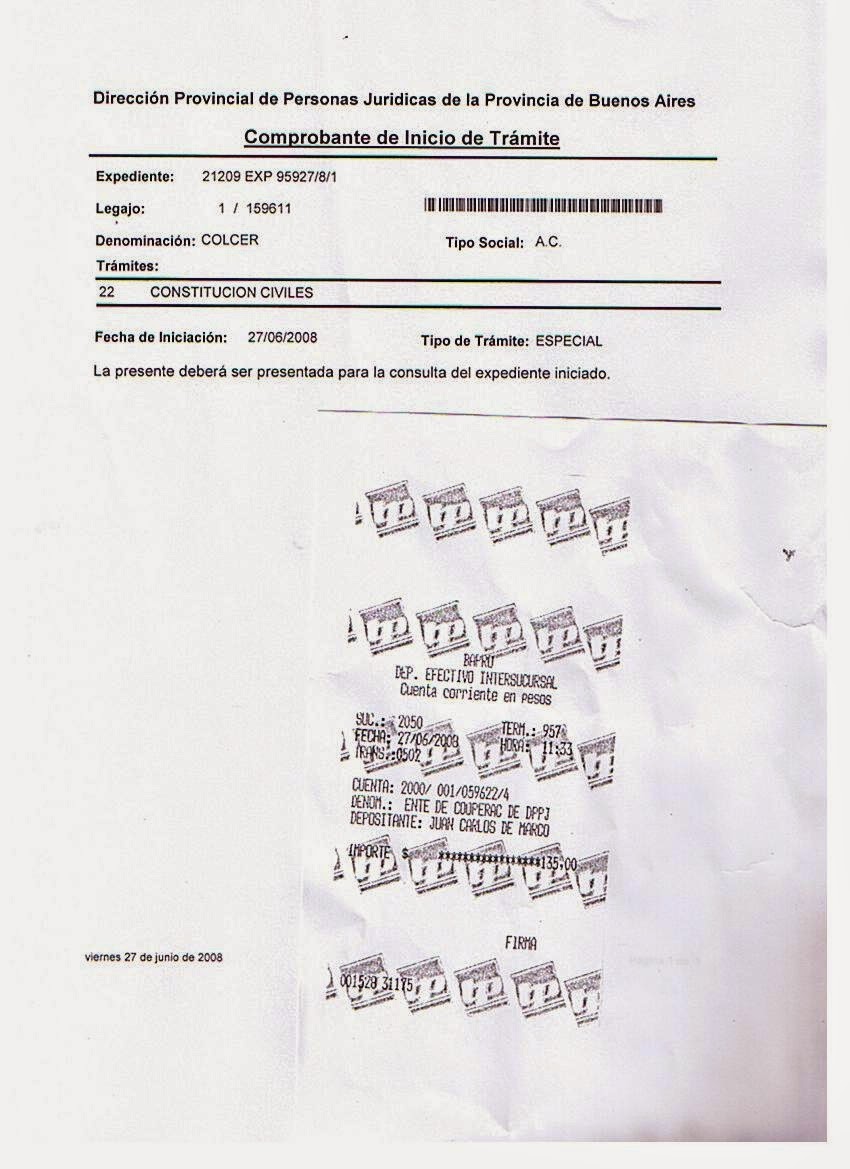 Dirección Provincial de Personas Juridicas de la Provincia de Buenos Aires
Comprobante de Inicio de Trámite
Expediente: 21209 EXP 95927/8/1
Legajo: 1 / 159611
Denominación: COLCER Tipo Social: A.C.
Trámites:
22 CONSTITUCION CIVILES
Fecha de Iniciación: 27/06/2008 Tipo de Trámite: ESPECIAL
La presente deberá ser presentada para la consulta del expediente iniciado.
BAPRO
DEP. EFECTIVO INTERSUCURSAL
Cuenta corriente en pesos
SUC.: 2050 TERM.: 957
FECHA: 27/06/2008 HORA: 11:33
TRANS.:0502
CUENTA: 2000/ 001/059622/4
DENOM.: ENTE DE COOPERAC DE DPPJ
DEPOSITANTE: JUAN CARLOS DE MARCO
IMPORTE $ *****************135,00
FIRMA
viernes 27 de junio de 2008
001528 31175